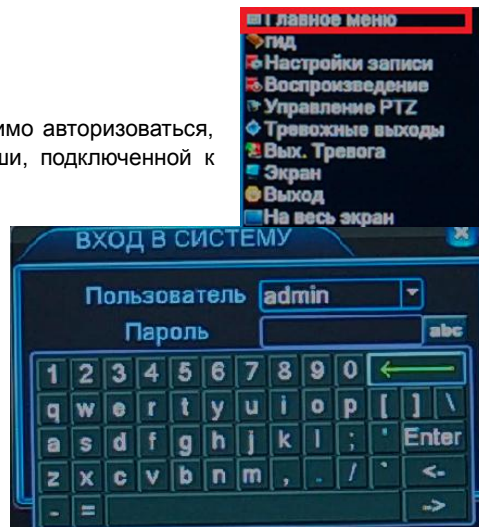 Главное меню
гид
Настройки записи
Воспроизведение
Управление PTZ
Тревожные выходы
Вых. Тревога
Экран
Выход
На весь экран
имо авторизоваться,
ши, подключенной к
ВХОД В СИСТЕМУ
Пользователь admin
Пароль abc
1 2 3 4 5 6 7 8 9 0
q w e r t y u i o p [ ] \
a s d f g h j k l ; ' Enter
z x c v b n m , . / ` <-
- = ->